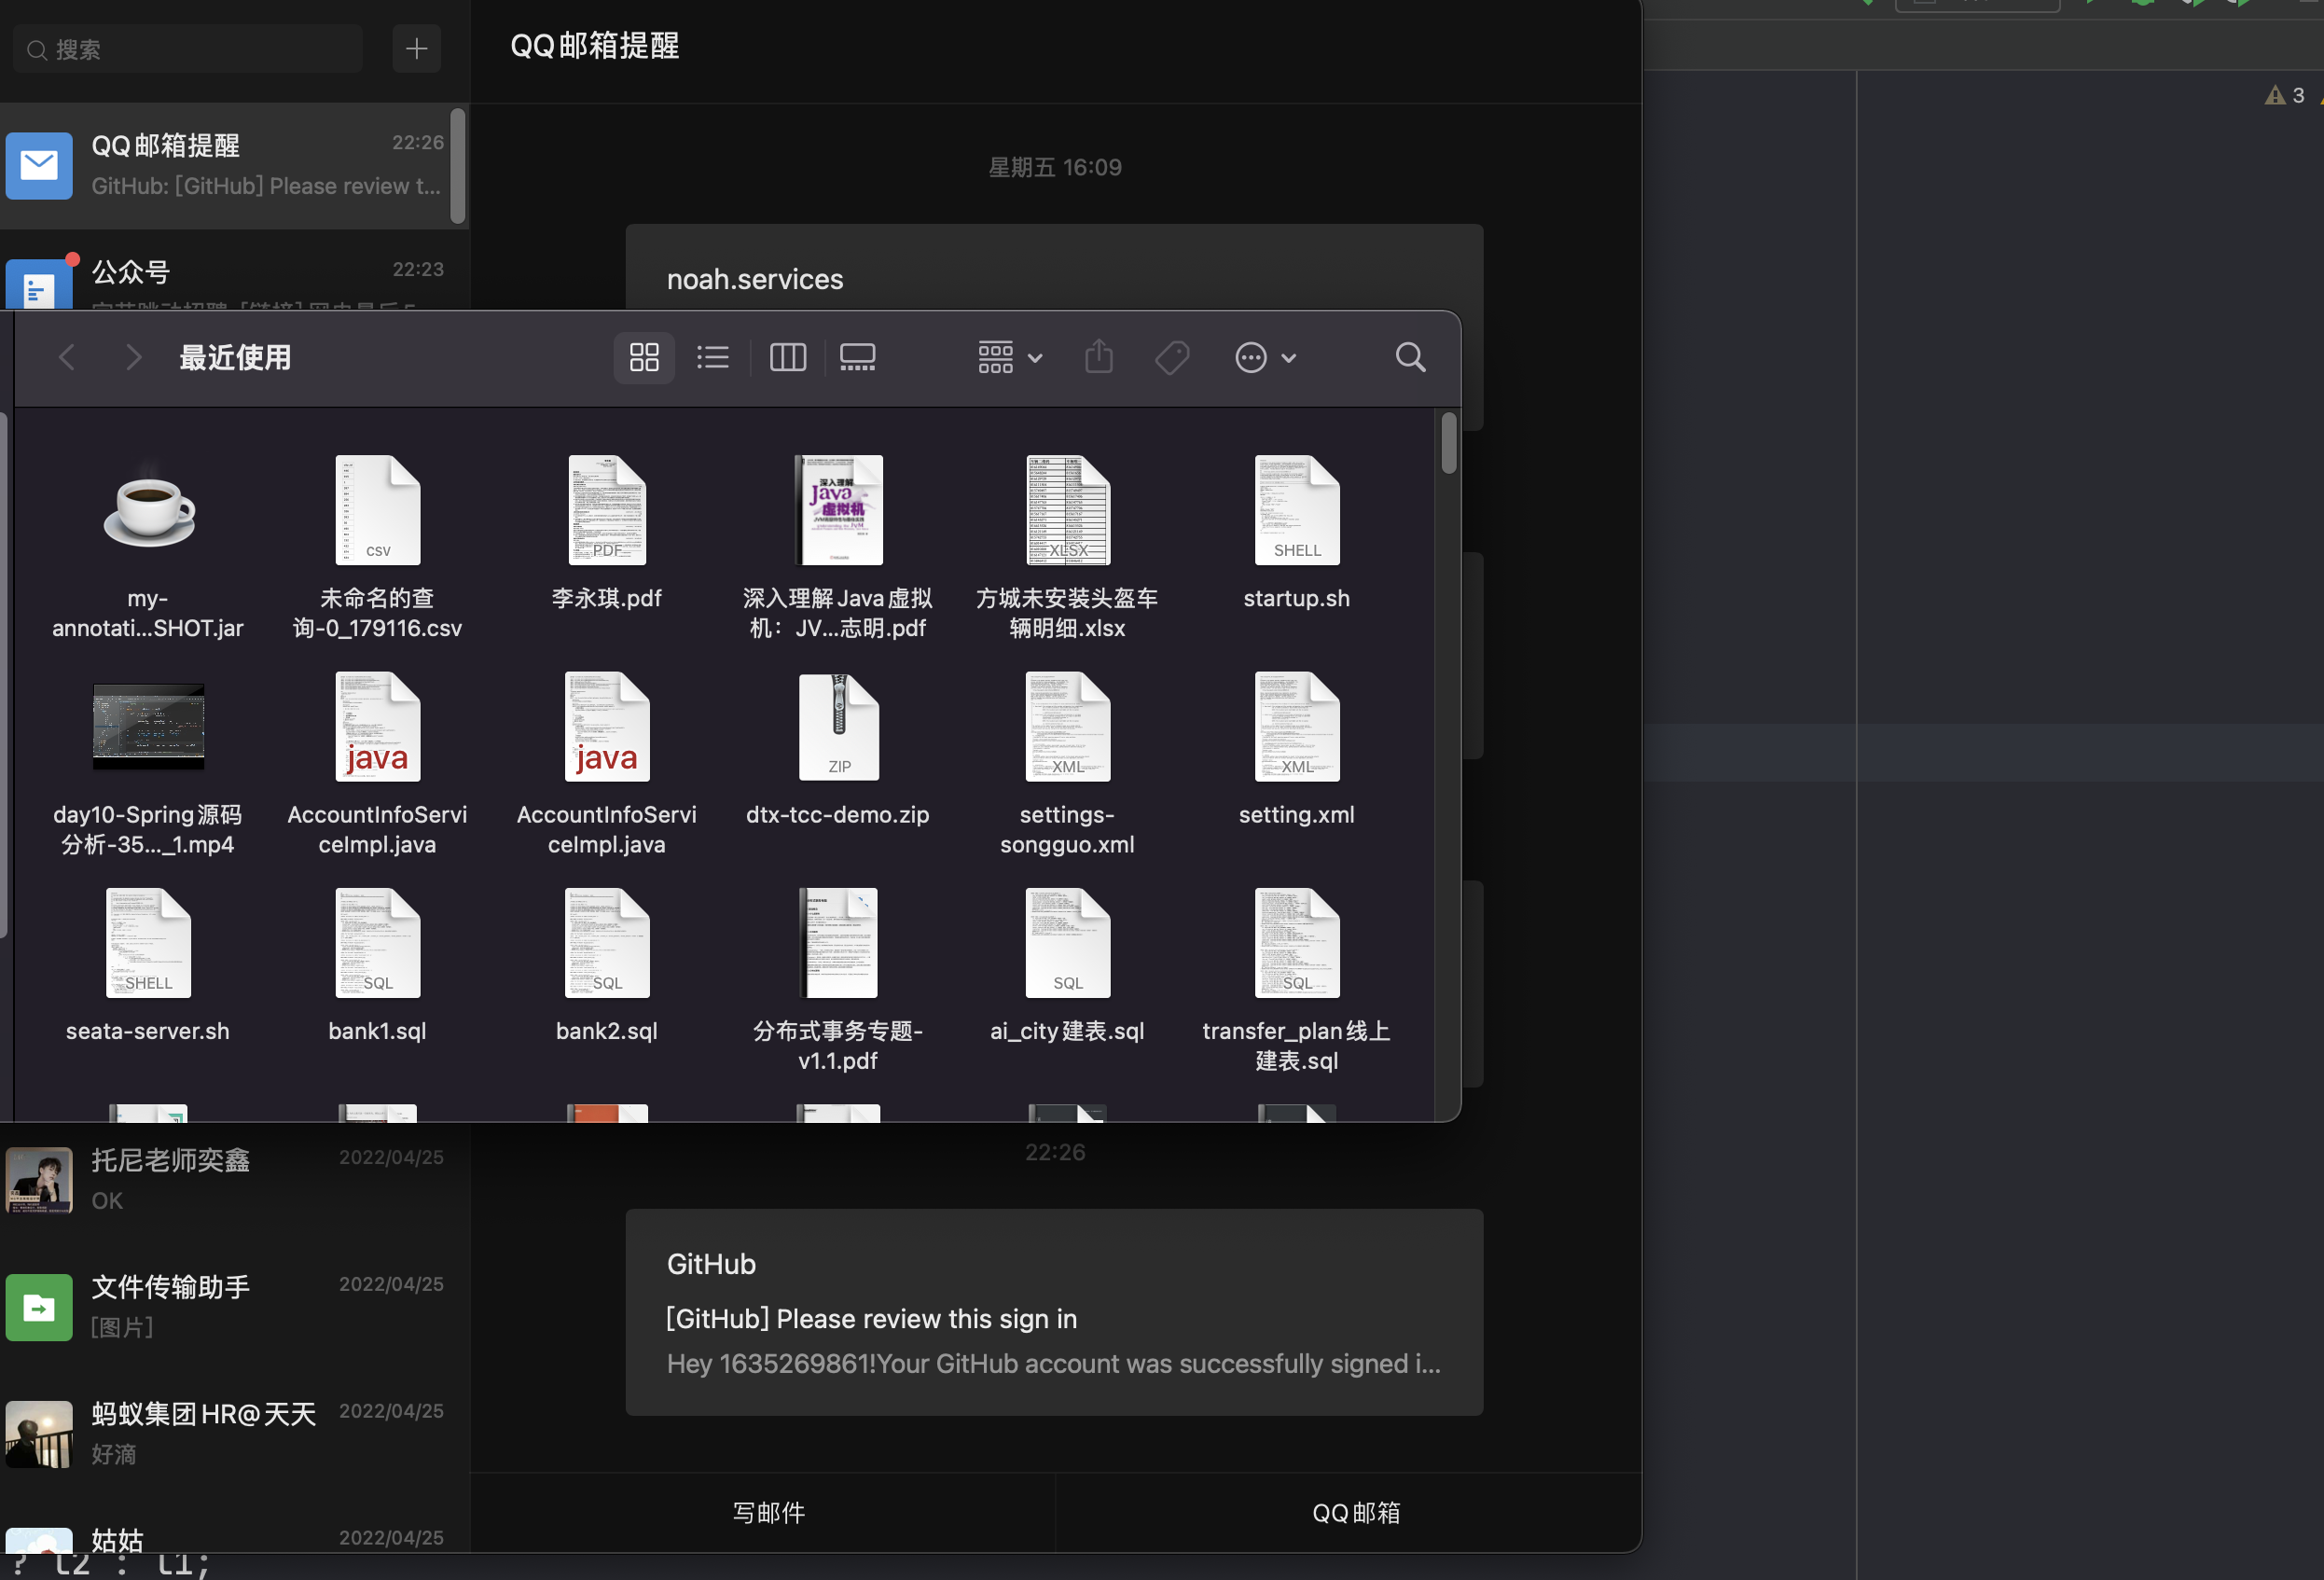 搜索
QQ邮箱提醒
3
QQ邮箱提醒
22:26
GitHub: [GitHub] Please review t...
公众号
22:23
星期五 16:09
noah.services
最近使用
CSV
PDF
深入理解
Java
虚拟机
XLSX
SHELL
my-
annotati...SHOT.jar
未命名的查
询-0_179116.csv
李永琪.pdf
深入理解Java虚拟
机：JV...志明.pdf
方城未安装头盔车
辆明细.xlsx
startup.sh
java
java
ZIP
XML
XML
day10-Spring源码
分析-35..._1.mp4
AccountInfoServi
ceImpl.java
AccountInfoServi
ceImpl.java
dtx-tcc-demo.zip
settings-
songguo.xml
setting.xml
SHELL
SQL
SQL
SQL
SQL
seata-server.sh
bank1.sql
bank2.sql
分布式事务专题-
v1.1.pdf
ai_city建表.sql
transfer_plan线上
建表.sql
托尼老师奕鑫
2022/04/25
OK
文件传输助手
2022/04/25
[图片]
蚂蚁集团HR@天天
2022/04/25
好滴
姑姑
2022/04/25
22:26
GitHub
[GitHub] Please review this sign in
Hey 1635269861!Your GitHub account was successfully signed i...
写邮件
QQ邮箱
? t2 : t1;